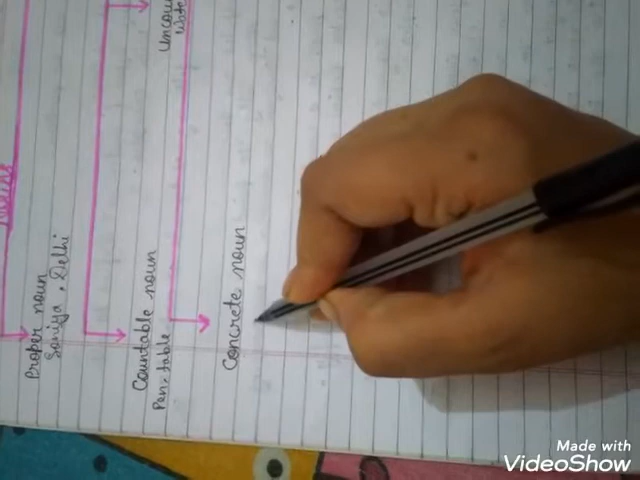 Proper noun
Soniya, Delhi
Countable noun
Pen, table
Concrete noun
Made with
VideoShow